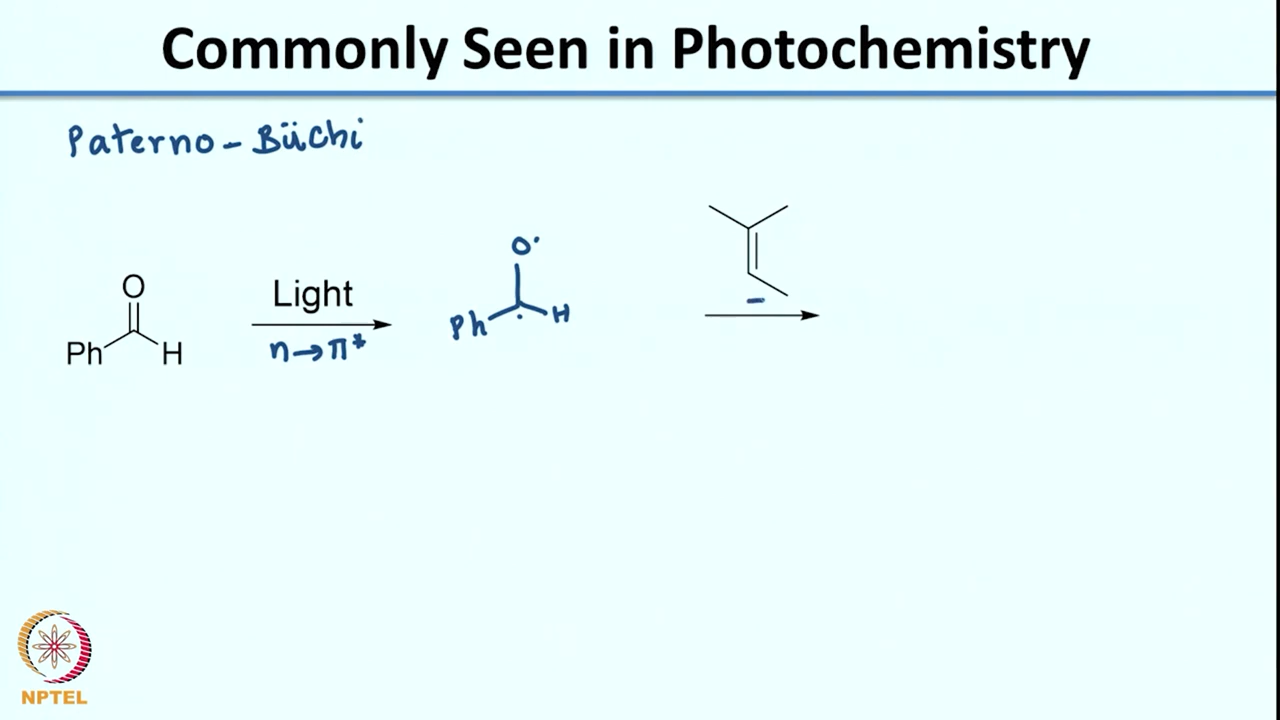 Commonly Seen in Photochemistry
Paterno - Büchi
O
Ph H
Light
n→π*
O·
Ph · H
NPTEL